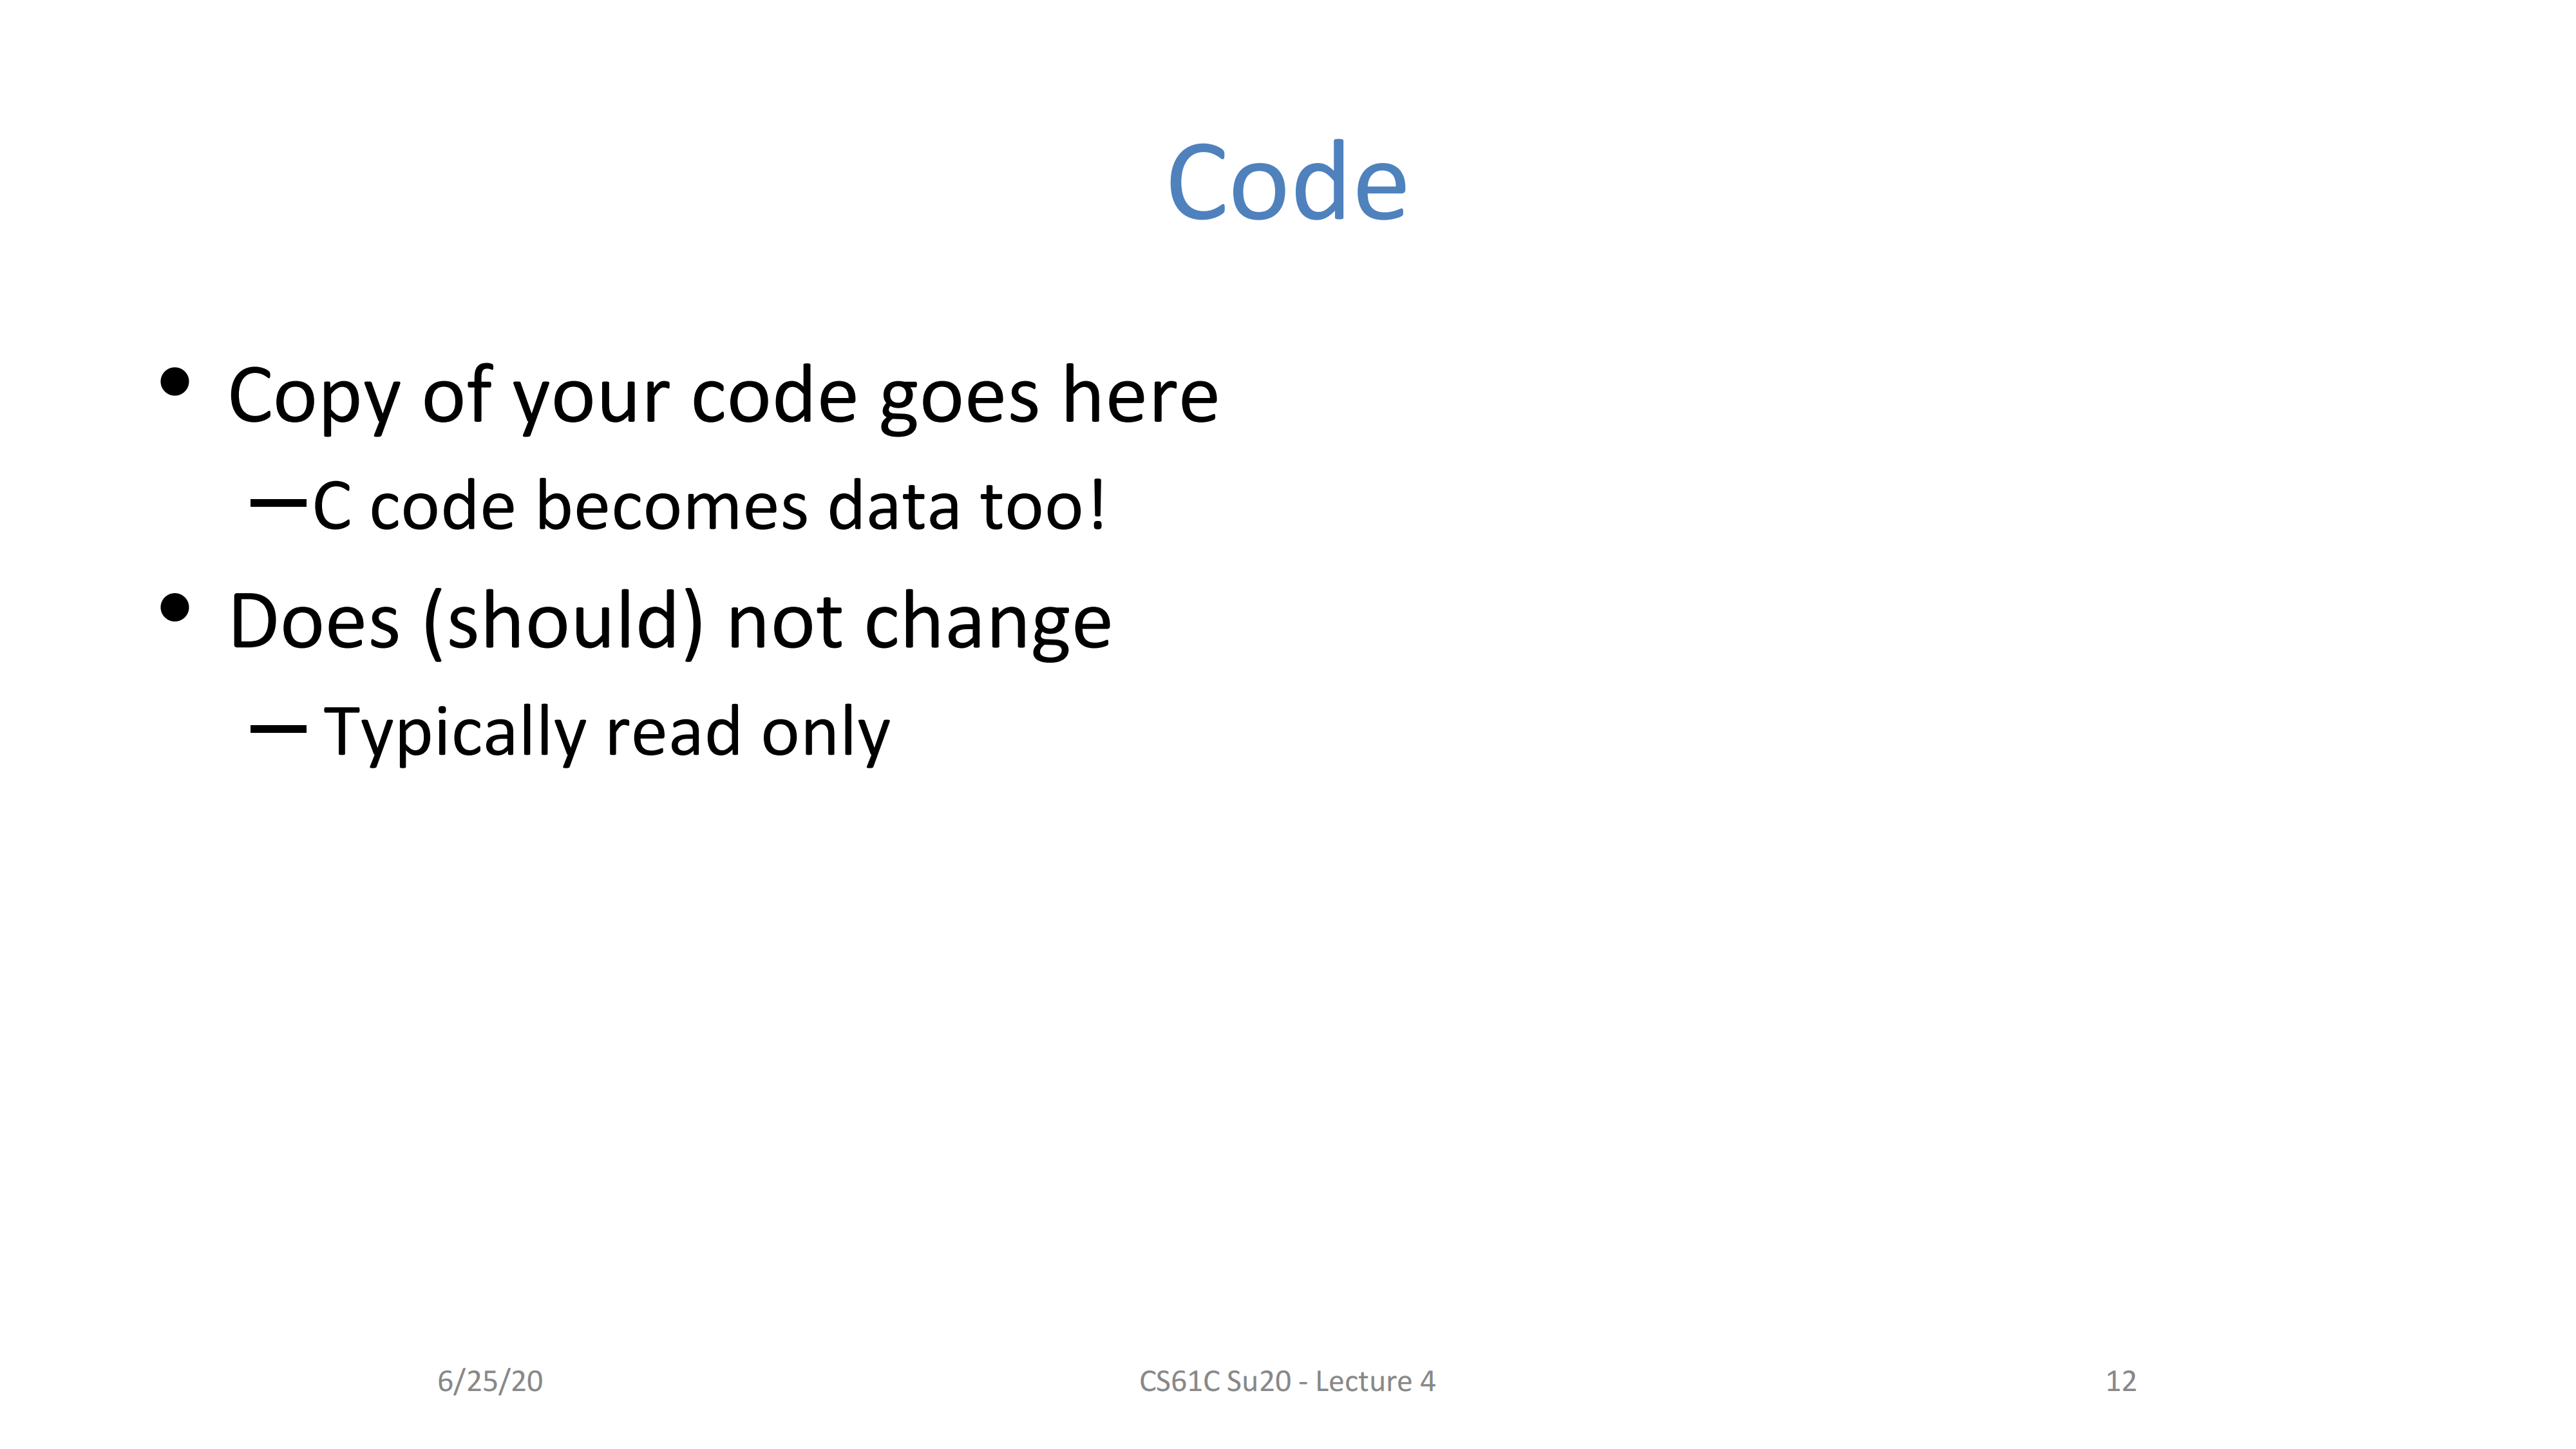 Code
• Copy of your code goes here
—C code becomes data too!
• Does (should) not change
— Typically read only
6/25/20
CS61C Su20 - Lecture 4
12